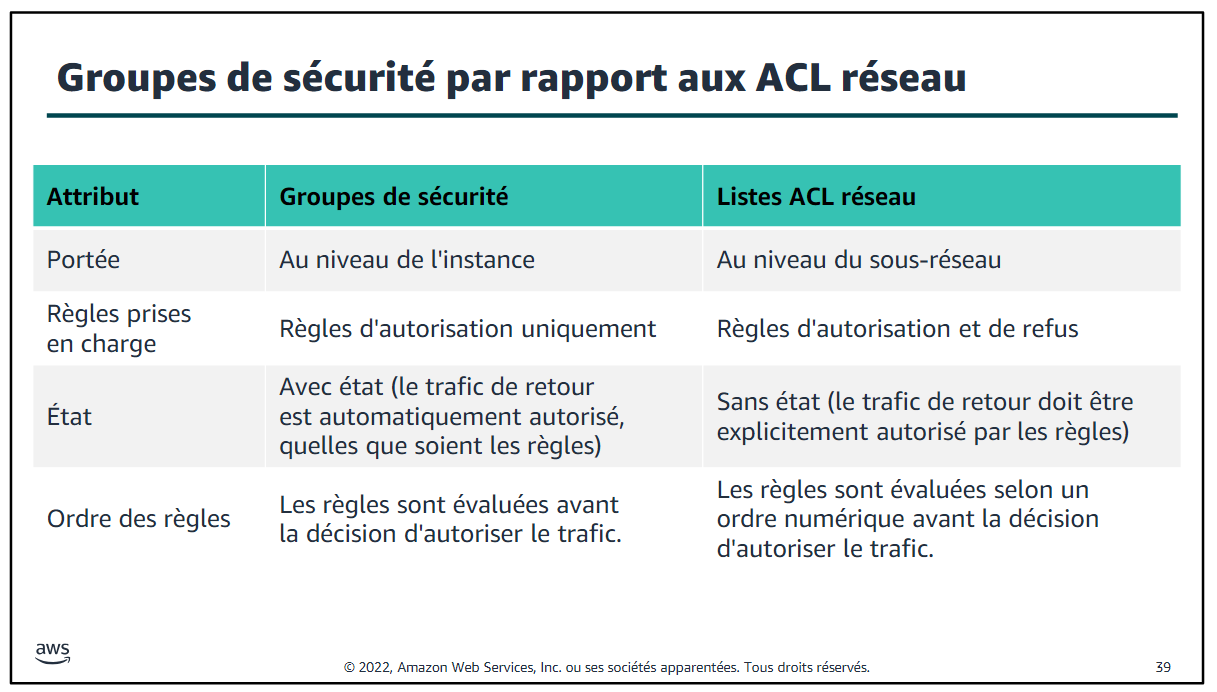 Groupes de sécurité par rapport aux ACL réseau
Attribut
Groupes de sécurité
Listes ACL réseau
Portée
Au niveau de l'instance
Au niveau du sous-réseau
Règles prises
en charge
Règles d'autorisation uniquement
Règles d'autorisation et de refus
État
Avec état (le trafic de retour
est automatiquement autorisé,
quelles que soient les règles)
Sans état (le trafic de retour doit être
explicitement autorisé par les règles)
Ordre des règles
Les règles sont évaluées avant
la décision d'autoriser le trafic.
Les règles sont évaluées selon un
ordre numérique avant la décision
d'autoriser le trafic.
aws
© 2022, Amazon Web Services, Inc. ou ses sociétés apparentées. Tous droits réservés.
39